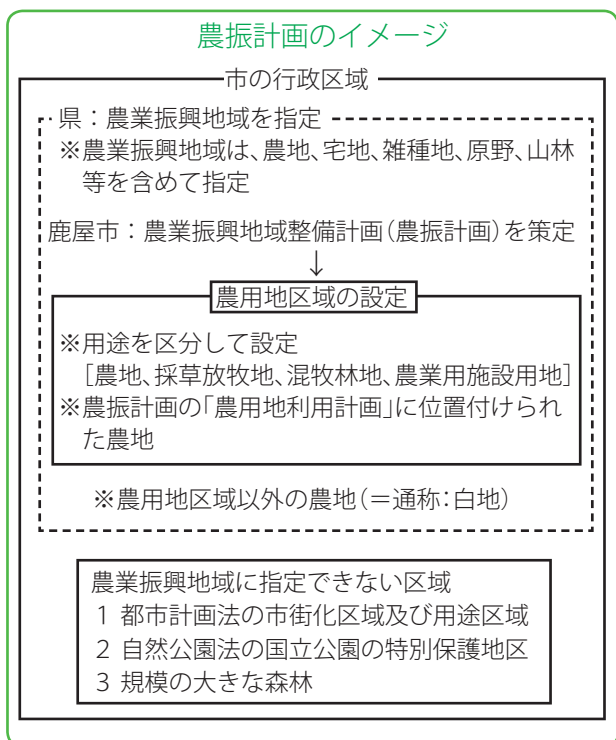 農振計画のイメージ
市の行政区域
県：農業振興地域を指定
※農業振興地域は、農地、宅地、雑種地、原野、山林
等を含めて指定
鹿屋市：農業振興地域整備計画（農振計画）を策定
↓
農用地区域の設定
※用途を区分して設定
［農地、採草放牧地、混牧林地、農業用施設用地］
※農振計画の「農用地利用計画」に位置付けられ
た農地
※農用地区域以外の農地（＝通称：白地）
農業振興地域に指定できない区域
1 都市計画法の市街化区域及び用途区域
2 自然公園法の国立公園の特別保護地区
3 規模の大きな森林